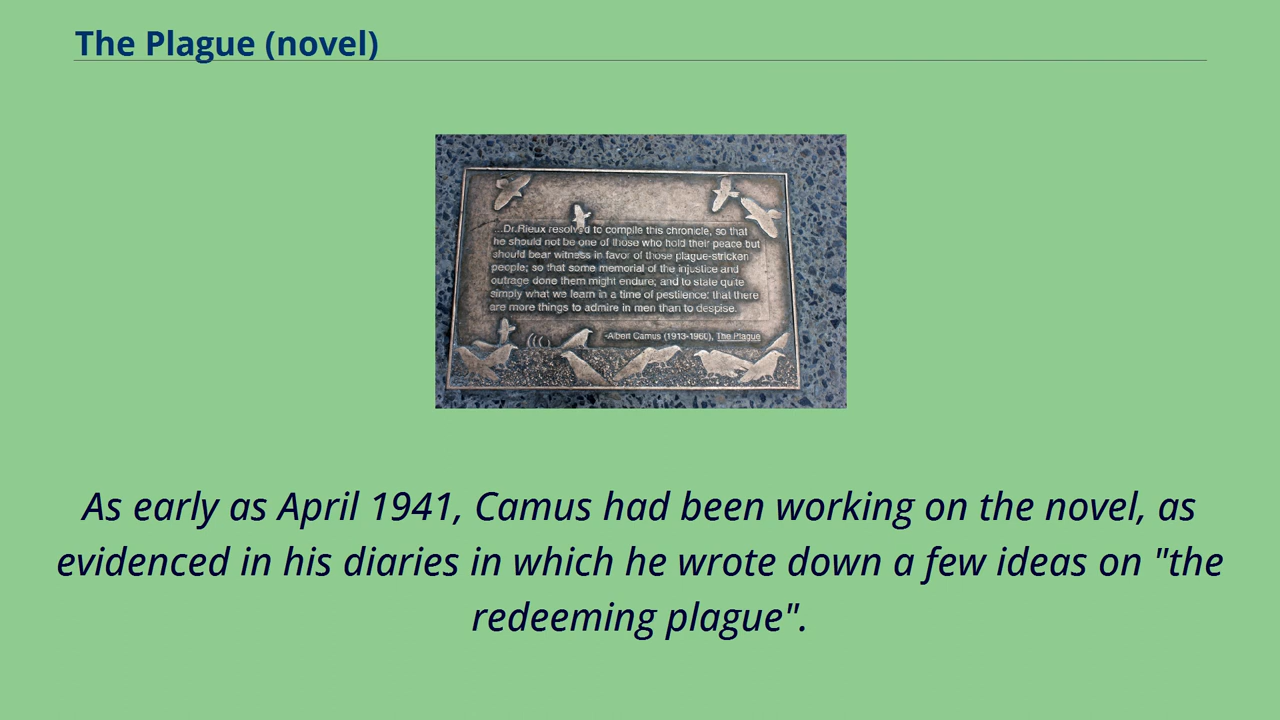 The Plague (novel)
...Dr.Rieux resolved to compile this chronicle, so that
he should not be one of those who hold their peace but
should bear witness in favor of those plague-stricken
people; so that some memorial of the injustice and
outrage done them might endure; and to state quite
simply what we learn in a time of pestilence: that there
are more things to admire in men than to despise.
-Albert Camus (1913-1960), The Plague
As early as April 1941, Camus had been working on the novel, as
evidenced in his diaries in which he wrote down a few ideas on "the
redeeming plague".